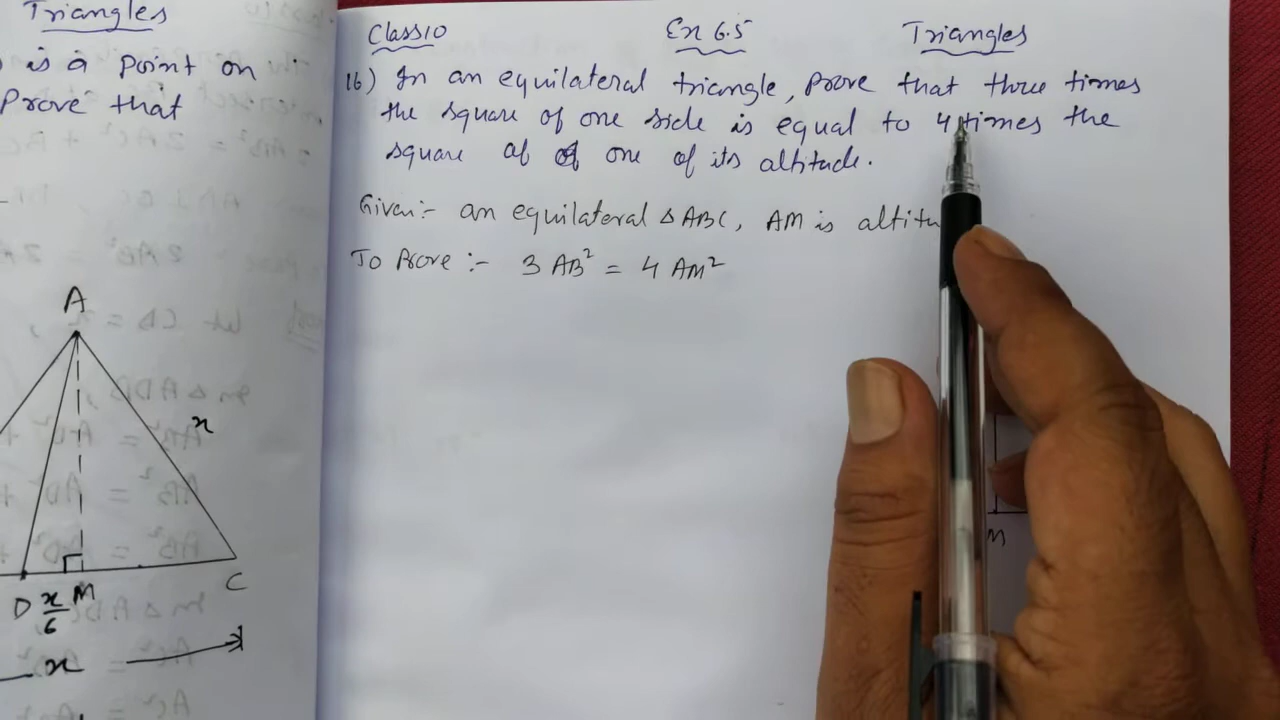 Triangles
is a point on
Prove that
A
x
D x/6 M
C
x
Class10 Ex 6.5 Triangles
16) In an equilateral triangle, prove that three times
the square of one side is equal to 4 times the
square of of one of its altitude.
Given:- an equilateral △ABC, AM is altitu
To Prove :- 3 AB² = 4 AM²
M